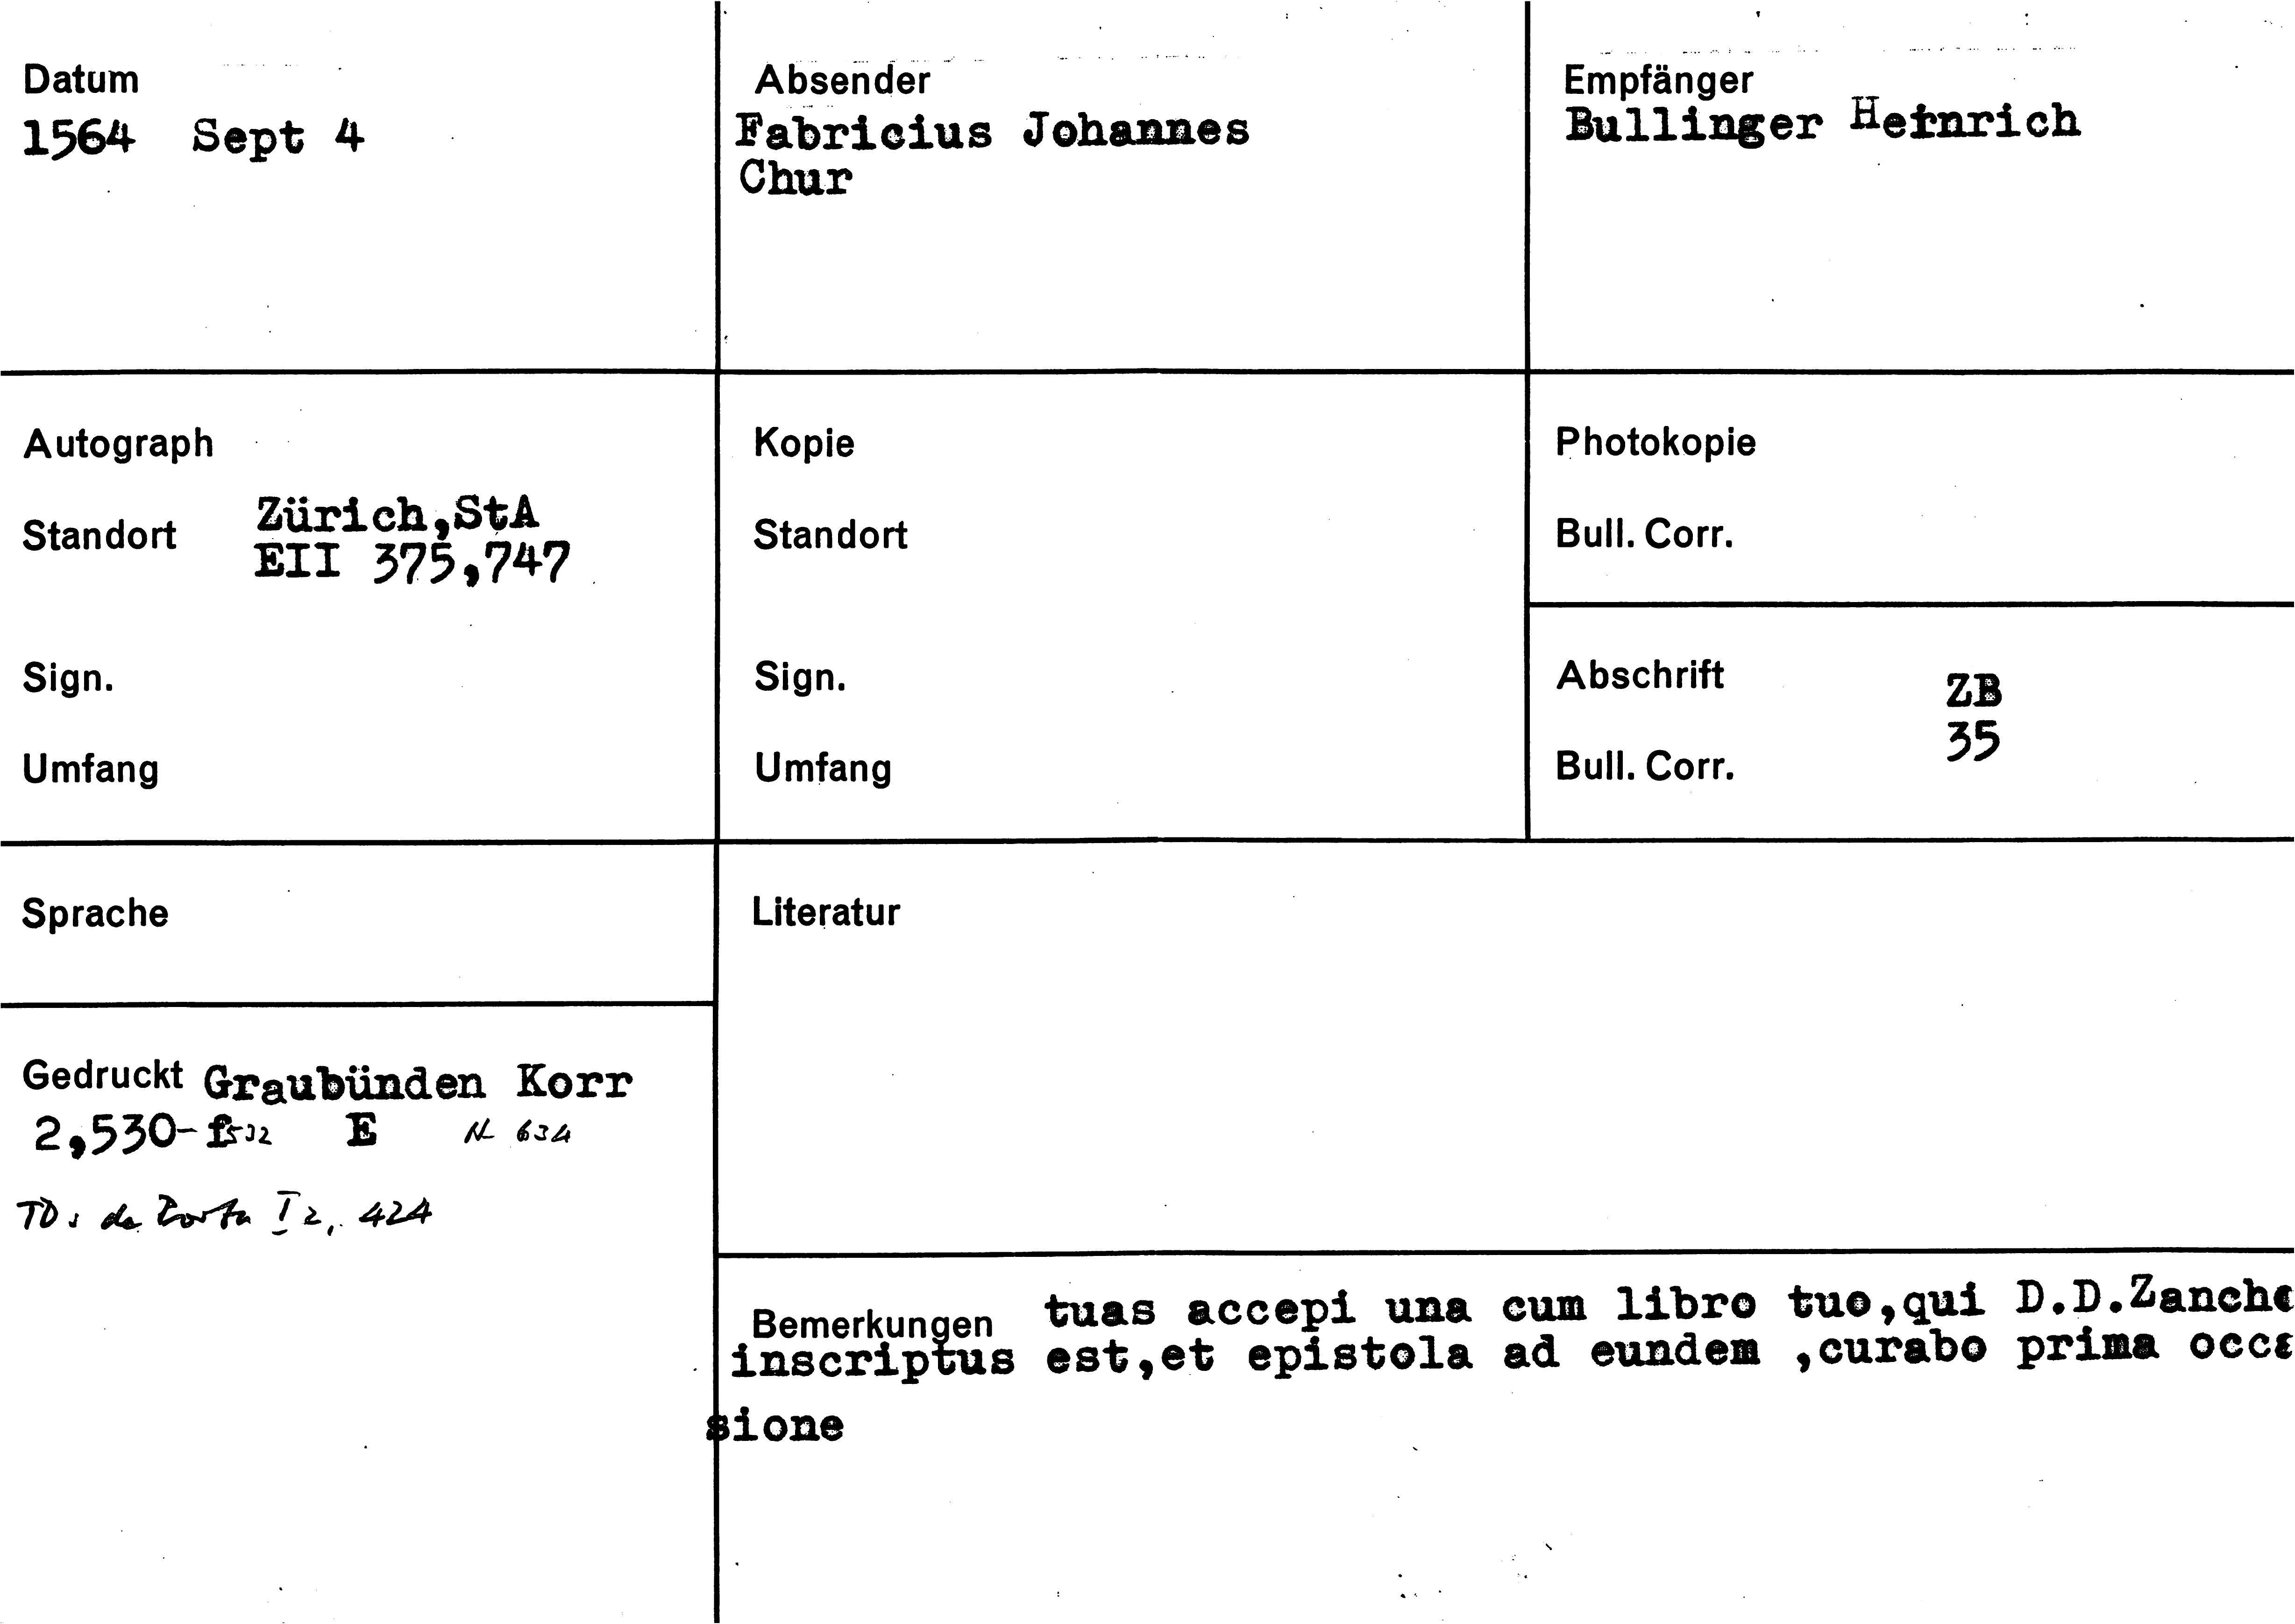 Datum
1564 Sept 4
Absender
Fabricius Johannes
Chur
Empfänger
Bullinger Heinrich
Autograph
Standort Zürich,StA
EII 375,747
Sign.
Umfang
Kopie
Standort
Sign.
Umfang
Photokopie
Bull. Corr.
Abschrift ZB
35
Bull. Corr.
Sprache
Gedruckt Graubünden Korr
2,530-532 E N 634
TD: de Porta I 2, 424
Literatur
Bemerkungen tuas accepi una cum libro tuo,qui D.D.Zanch
inscriptus est,et epistola ad eundem ,curabo prima occa
sione